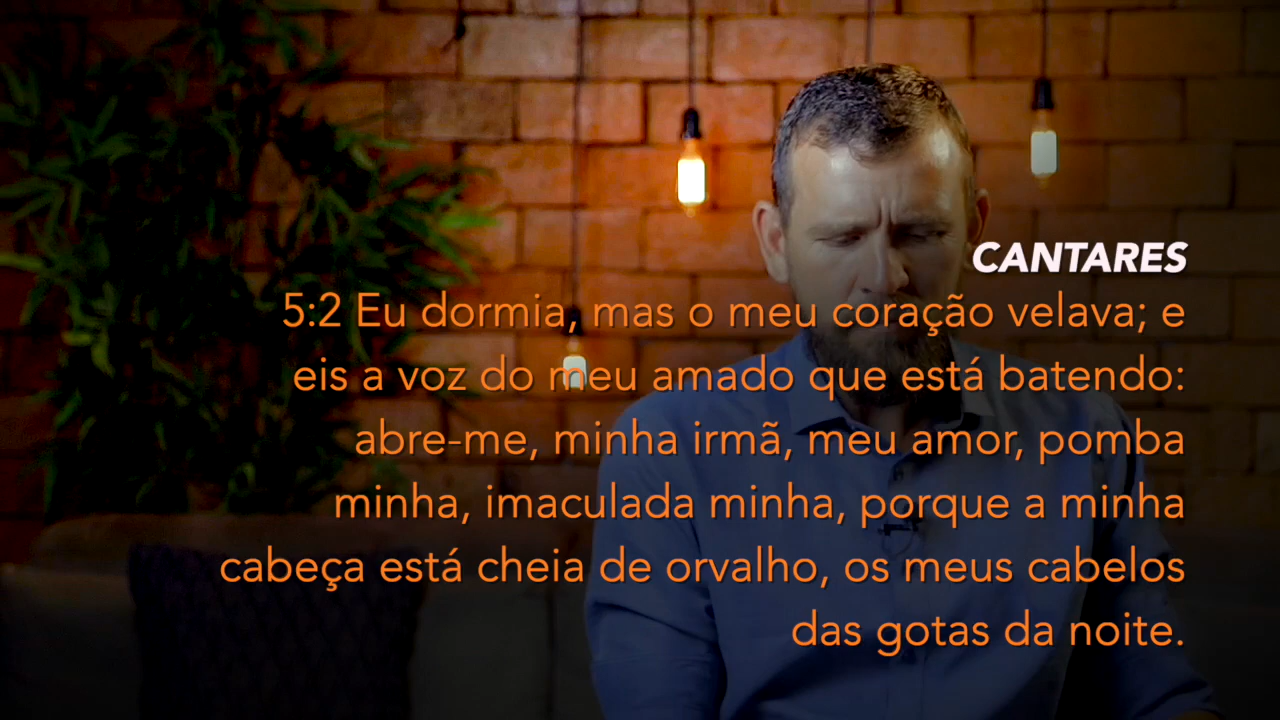 CANTARES
5:2 Eu dormia, mas o meu coração velava; e
eis a voz do meu amado que está batendo:
abre-me, minha irmã, meu amor, pomba
minha, imaculada minha, porque a minha
cabeça está cheia de orvalho, os meus cabelos
das gotas da noite.